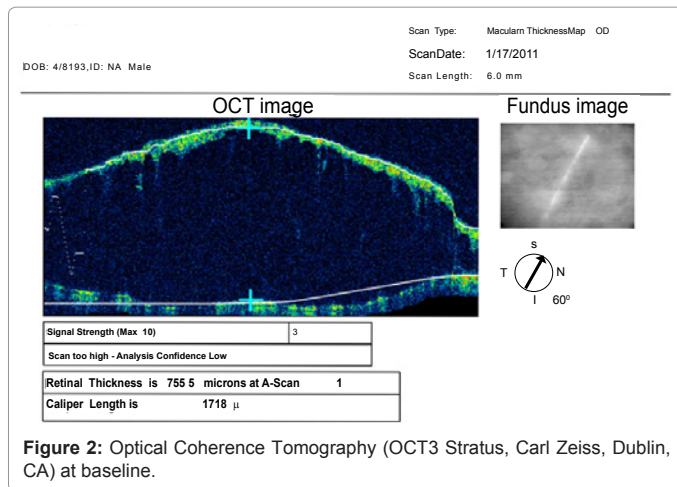 Scan Type: Macularn ThicknessMap OD
DOB: 4/8193,ID: NA Male
ScanDate: 1/17/2011
Scan Length: 6.0 mm
OCT image
Fundus image
S
T N
I 60º
Signal Strength (Max 10) 3
Scan too high - Analysis Confidence Low
Retinal Thickness is 755 5 microns at A-Scan 1
Caliper Length is 1718 µ
Figure 2: Optical Coherence Tomography (OCT3 Stratus, Carl Zeiss, Dublin,
CA) at baseline.